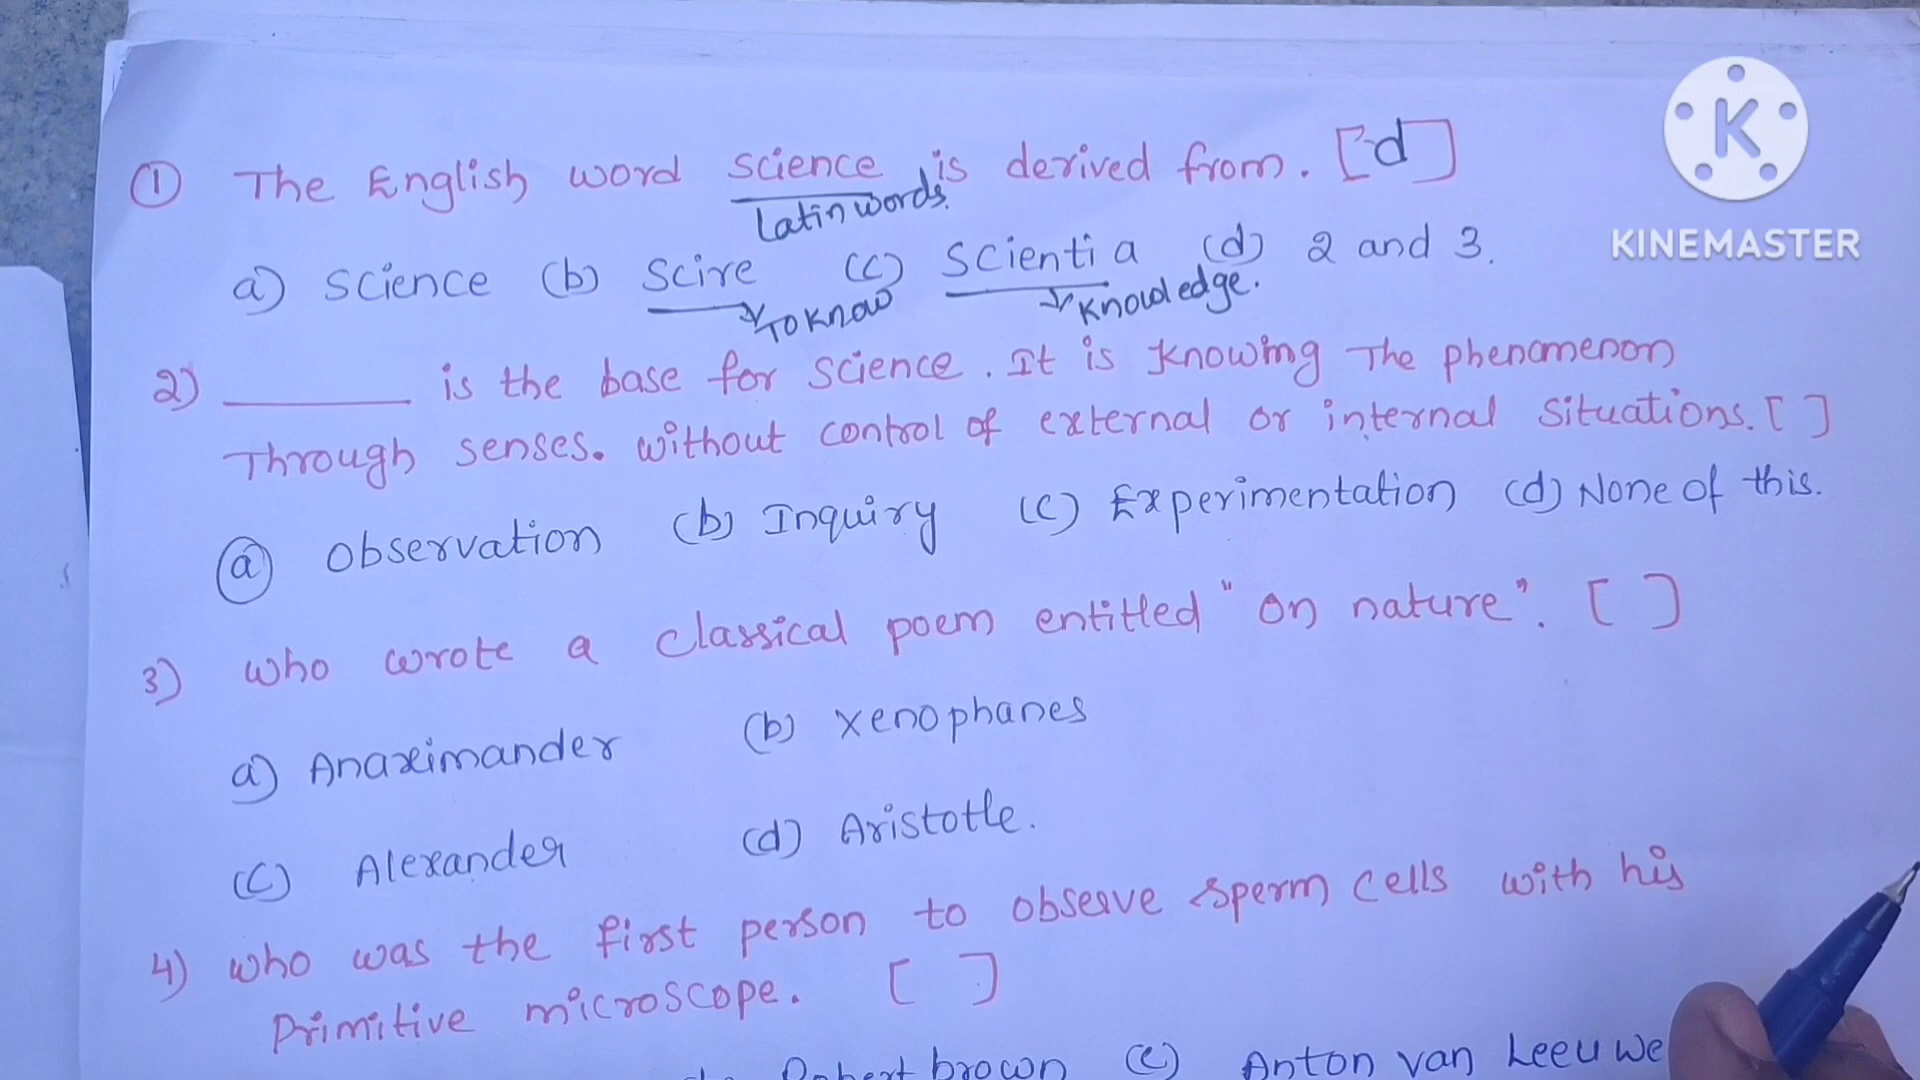 ① The English word science is derived from. [d]
Latin words.
a) science (b) scire (c) scientia (d) 2 and 3.
To know
Knowledge.
2) ________ is the base for science. It is knowing The phenomenon
Through senses. without control of external or internal situations. [ ]
ⓐ observation (b) Inquiry (c) Experimentation (d) None of this.
3) who wrote a classical poem entitled "on nature". [ ]
a) Anaximander (b) xenophanes
(c) Alexander (d) Aristotle.
4) who was the first person to observe sperm cells with his
Primitive microscope. [ ]
Robert brown (c) Anton van Leeuwe
K
KINEMASTER